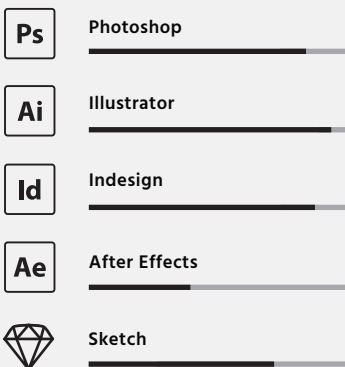 Ps
Photoshop
Ai
Illustrator
Id
Indesign
Ae
After Effects
Sketch